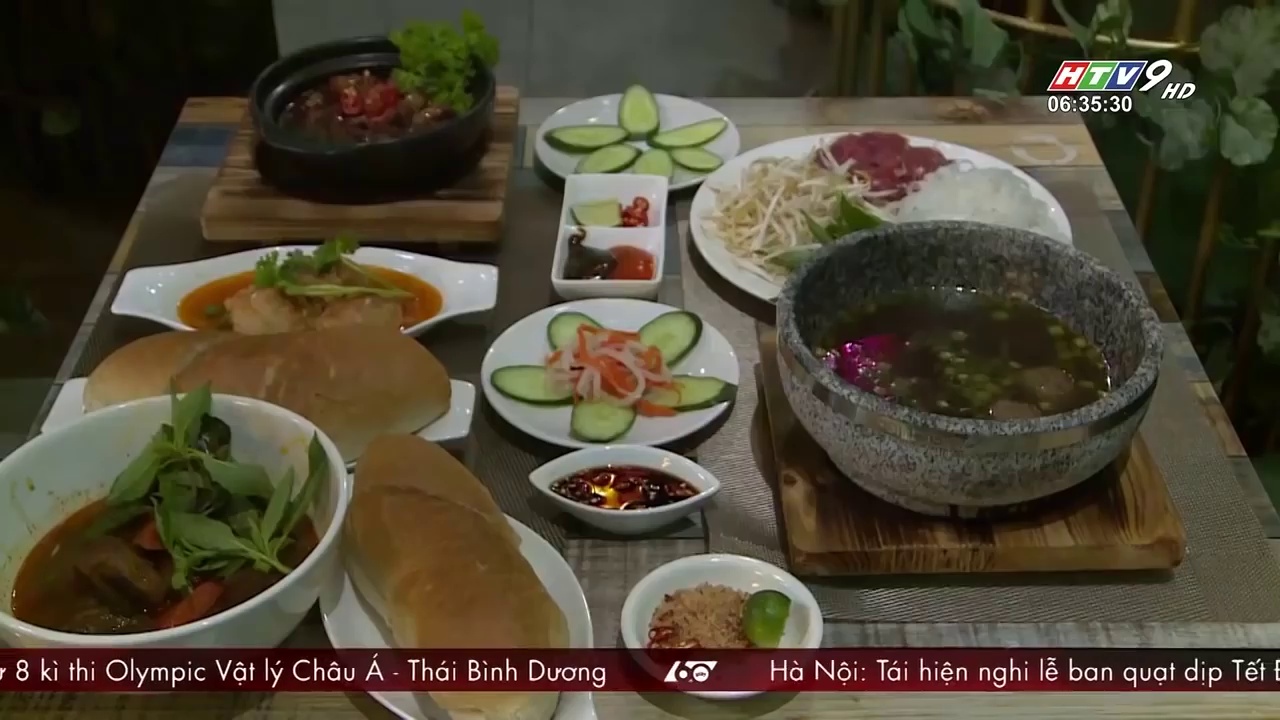 HTV9 HD
06:35:30
8 kì thi Olympic Vật lý Châu Á - Thái Bình Dương 60 Hà Nội: Tái hiện nghi lễ ban quạt dịp Tết